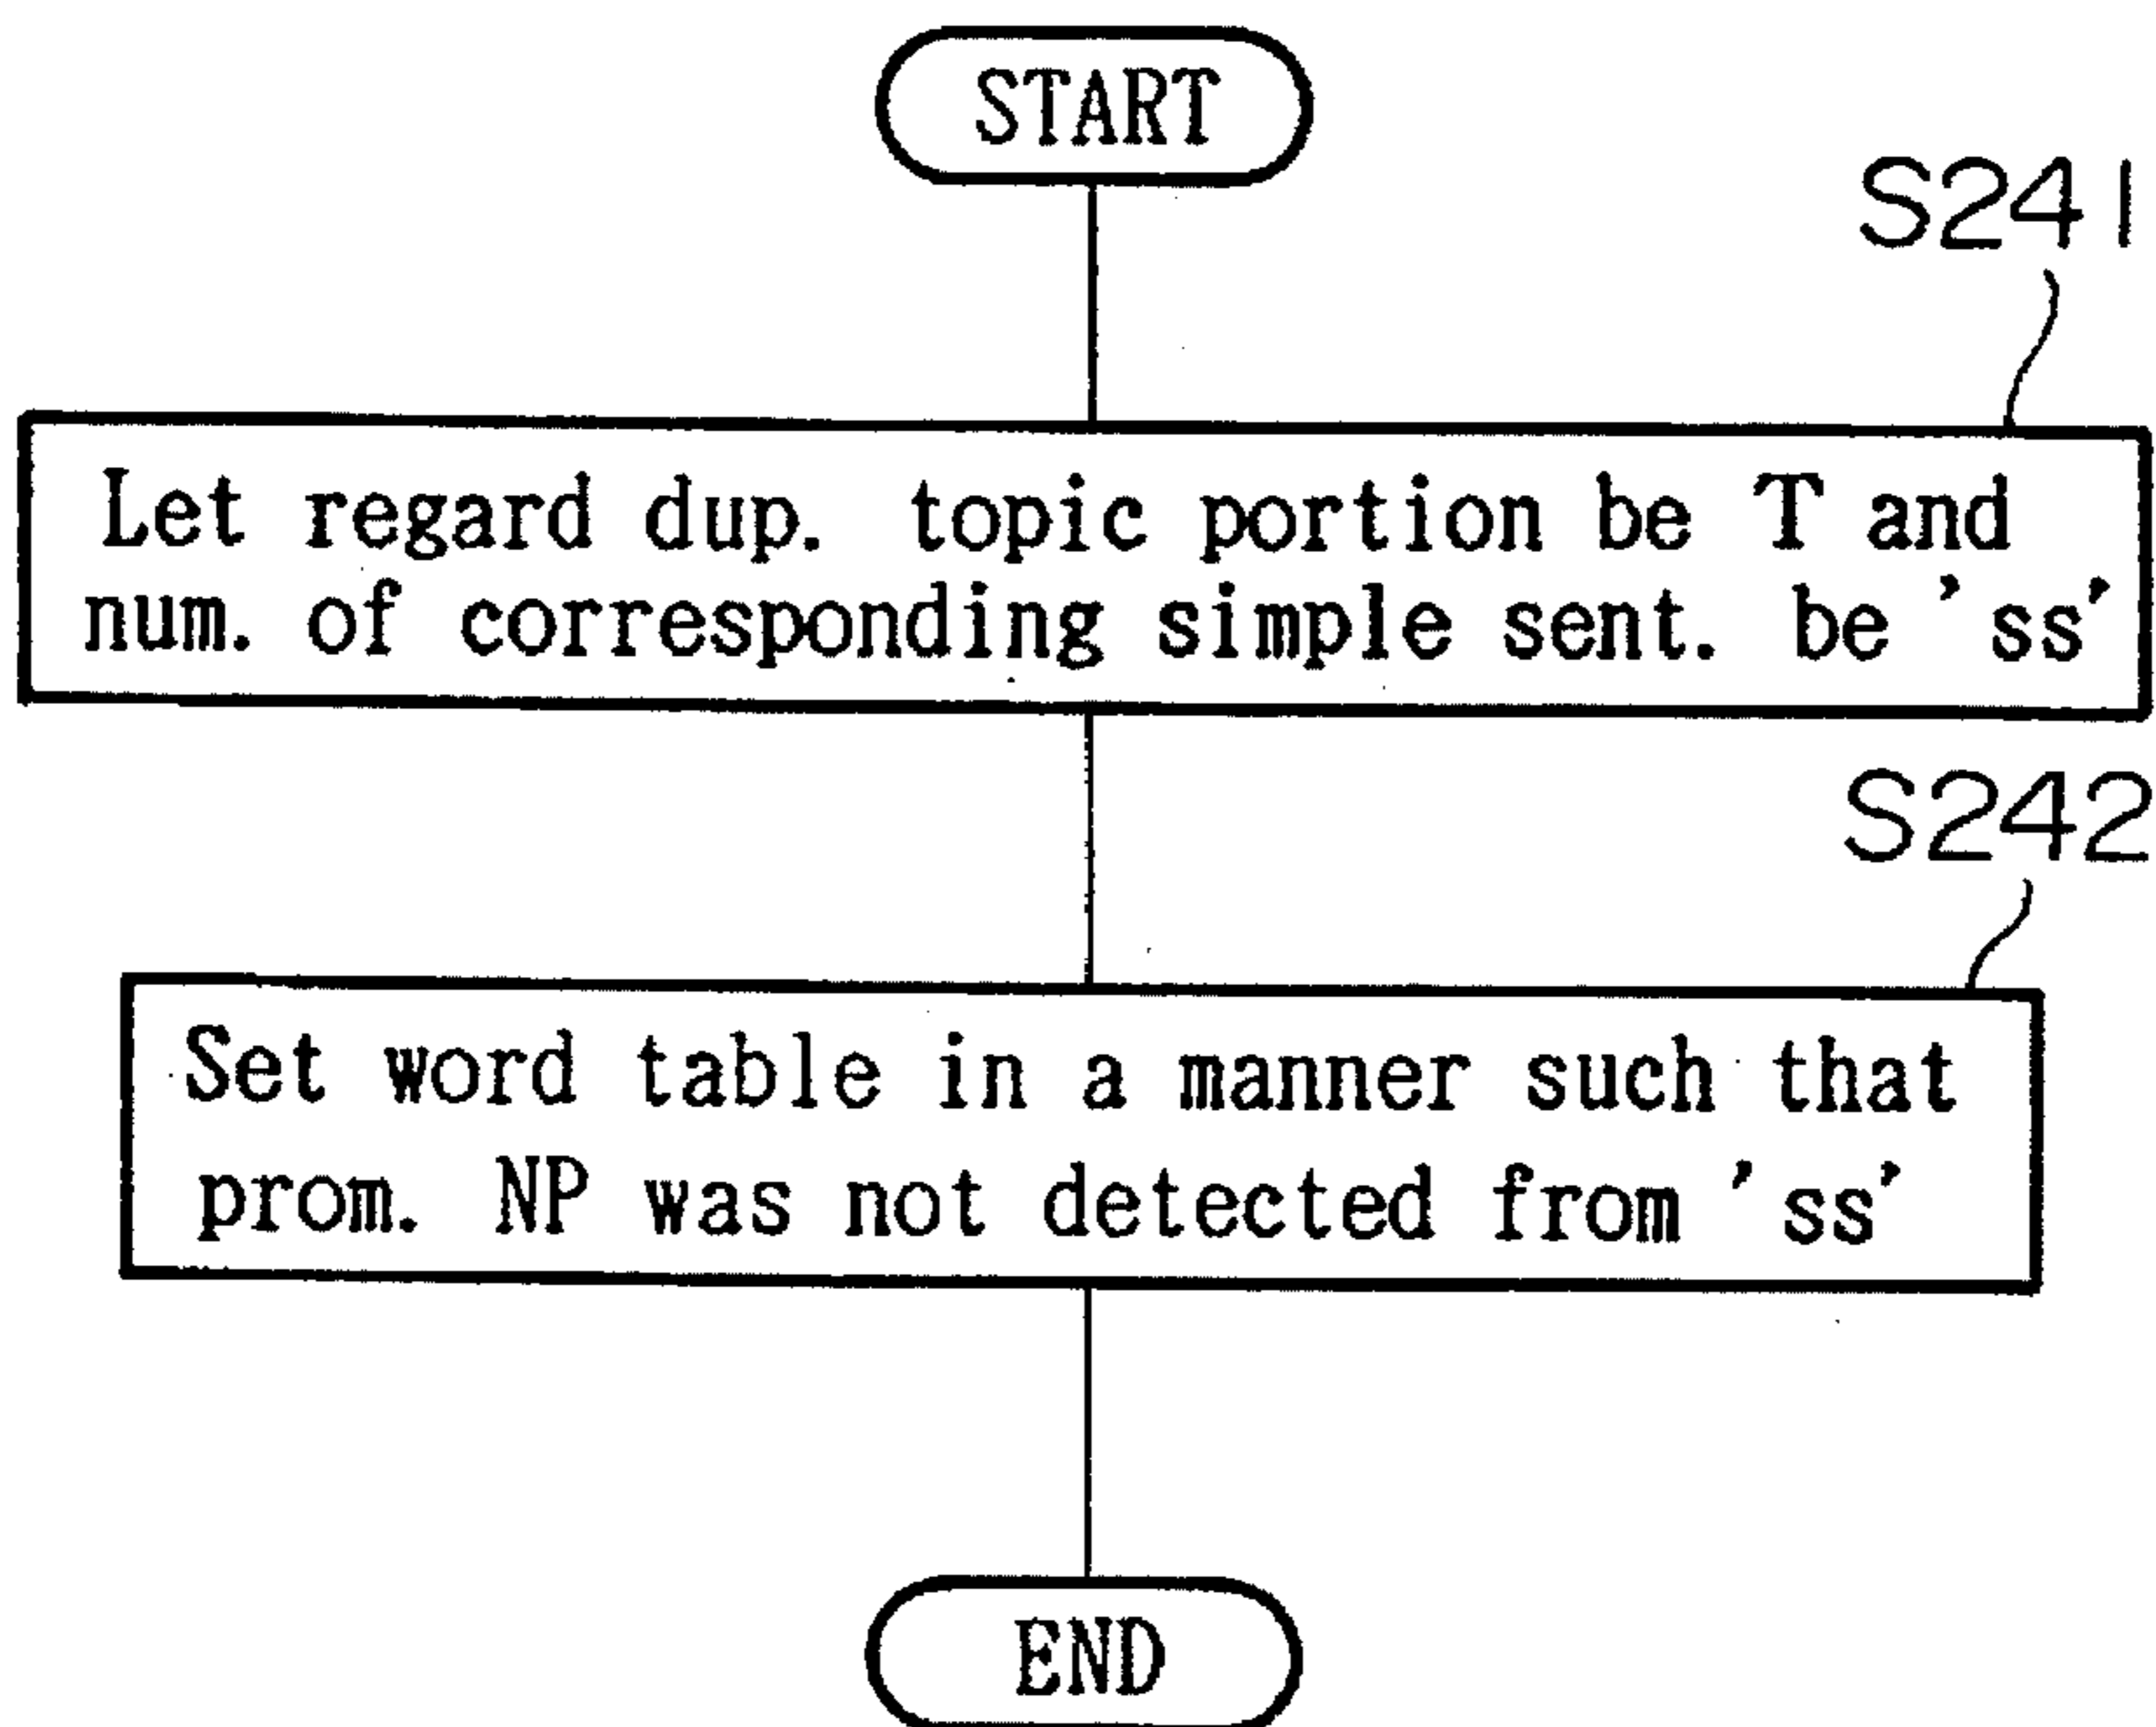 START
S241
Let regard dup. topic portion be T and
num. of corresponding simple sent. be 'ss'
S242
Set word table in a manner such that
prom. NP was not detected from 'ss'
END